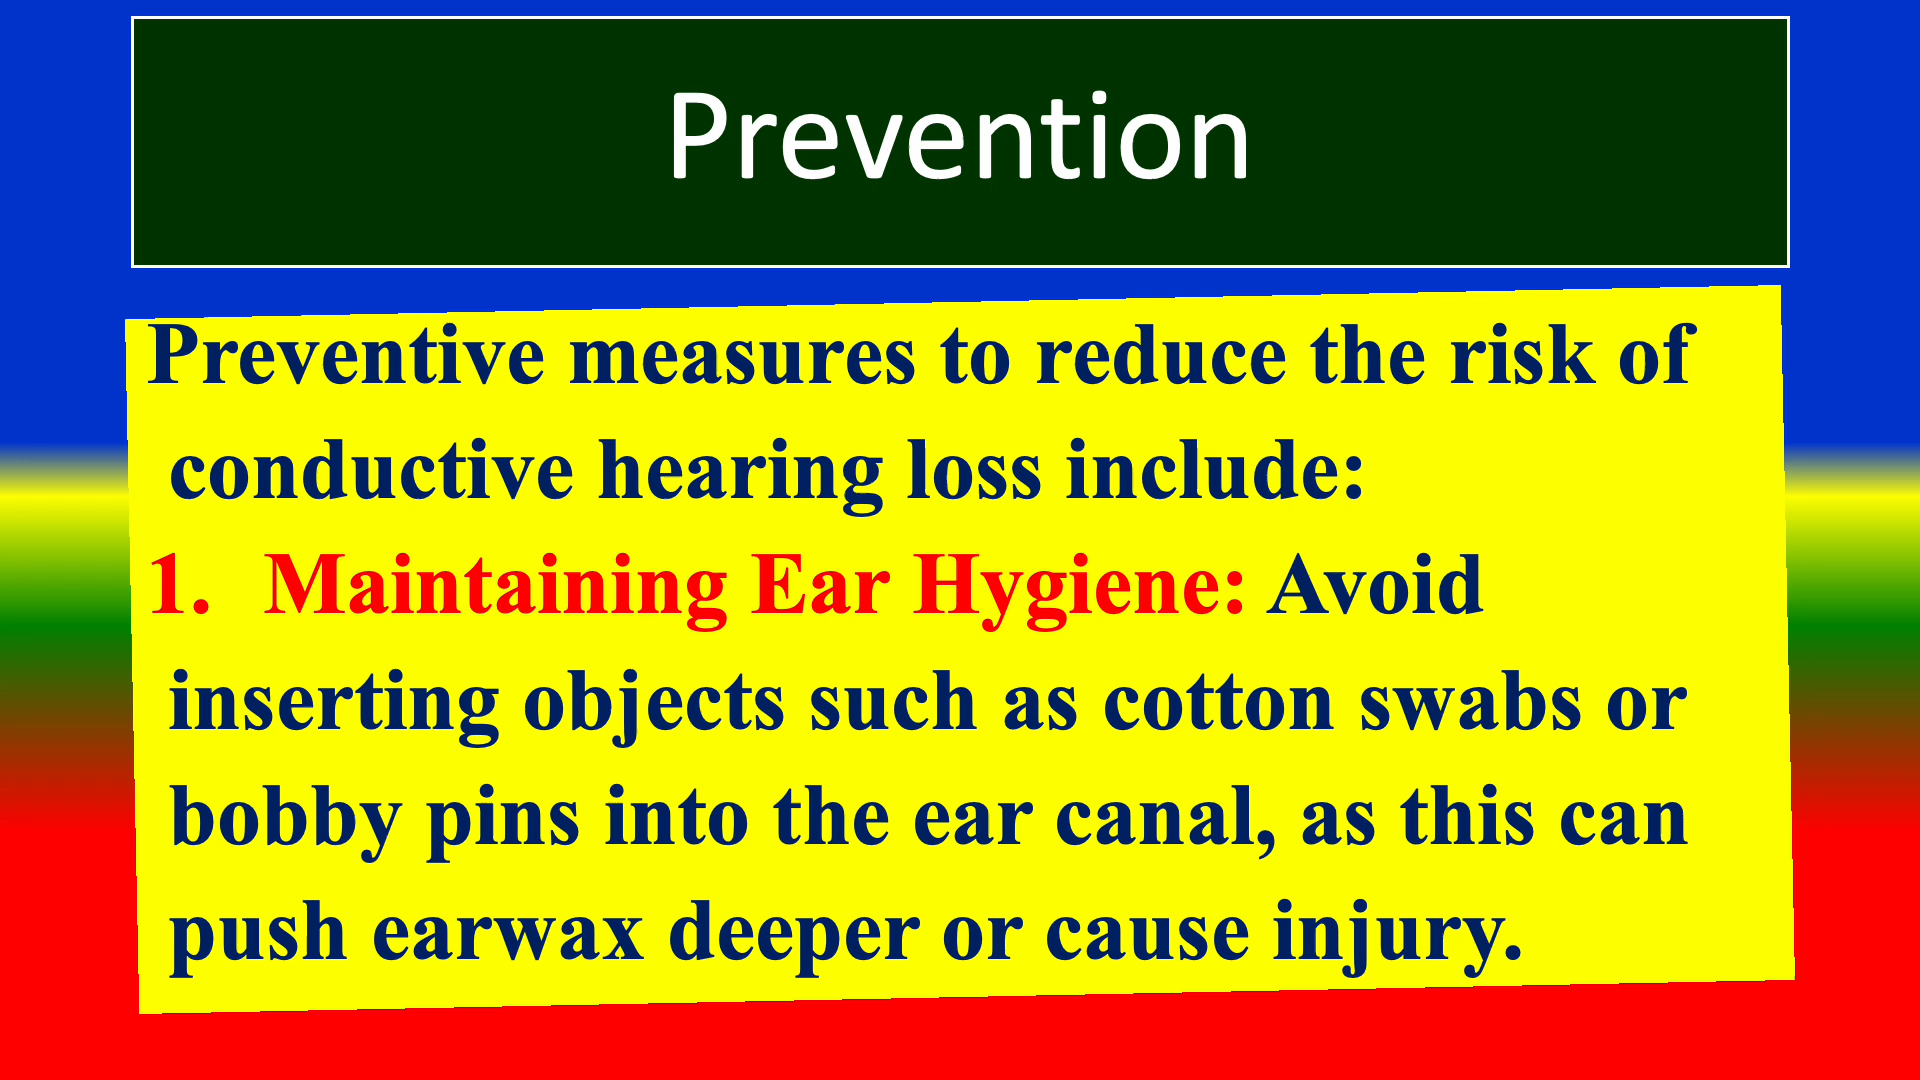 Prevention
Preventive measures to reduce the risk of
conductive hearing loss include:
1. Maintaining Ear Hygiene: Avoid
inserting objects such as cotton swabs or
bobby pins into the ear canal, as this can
push earwax deeper or cause injury.